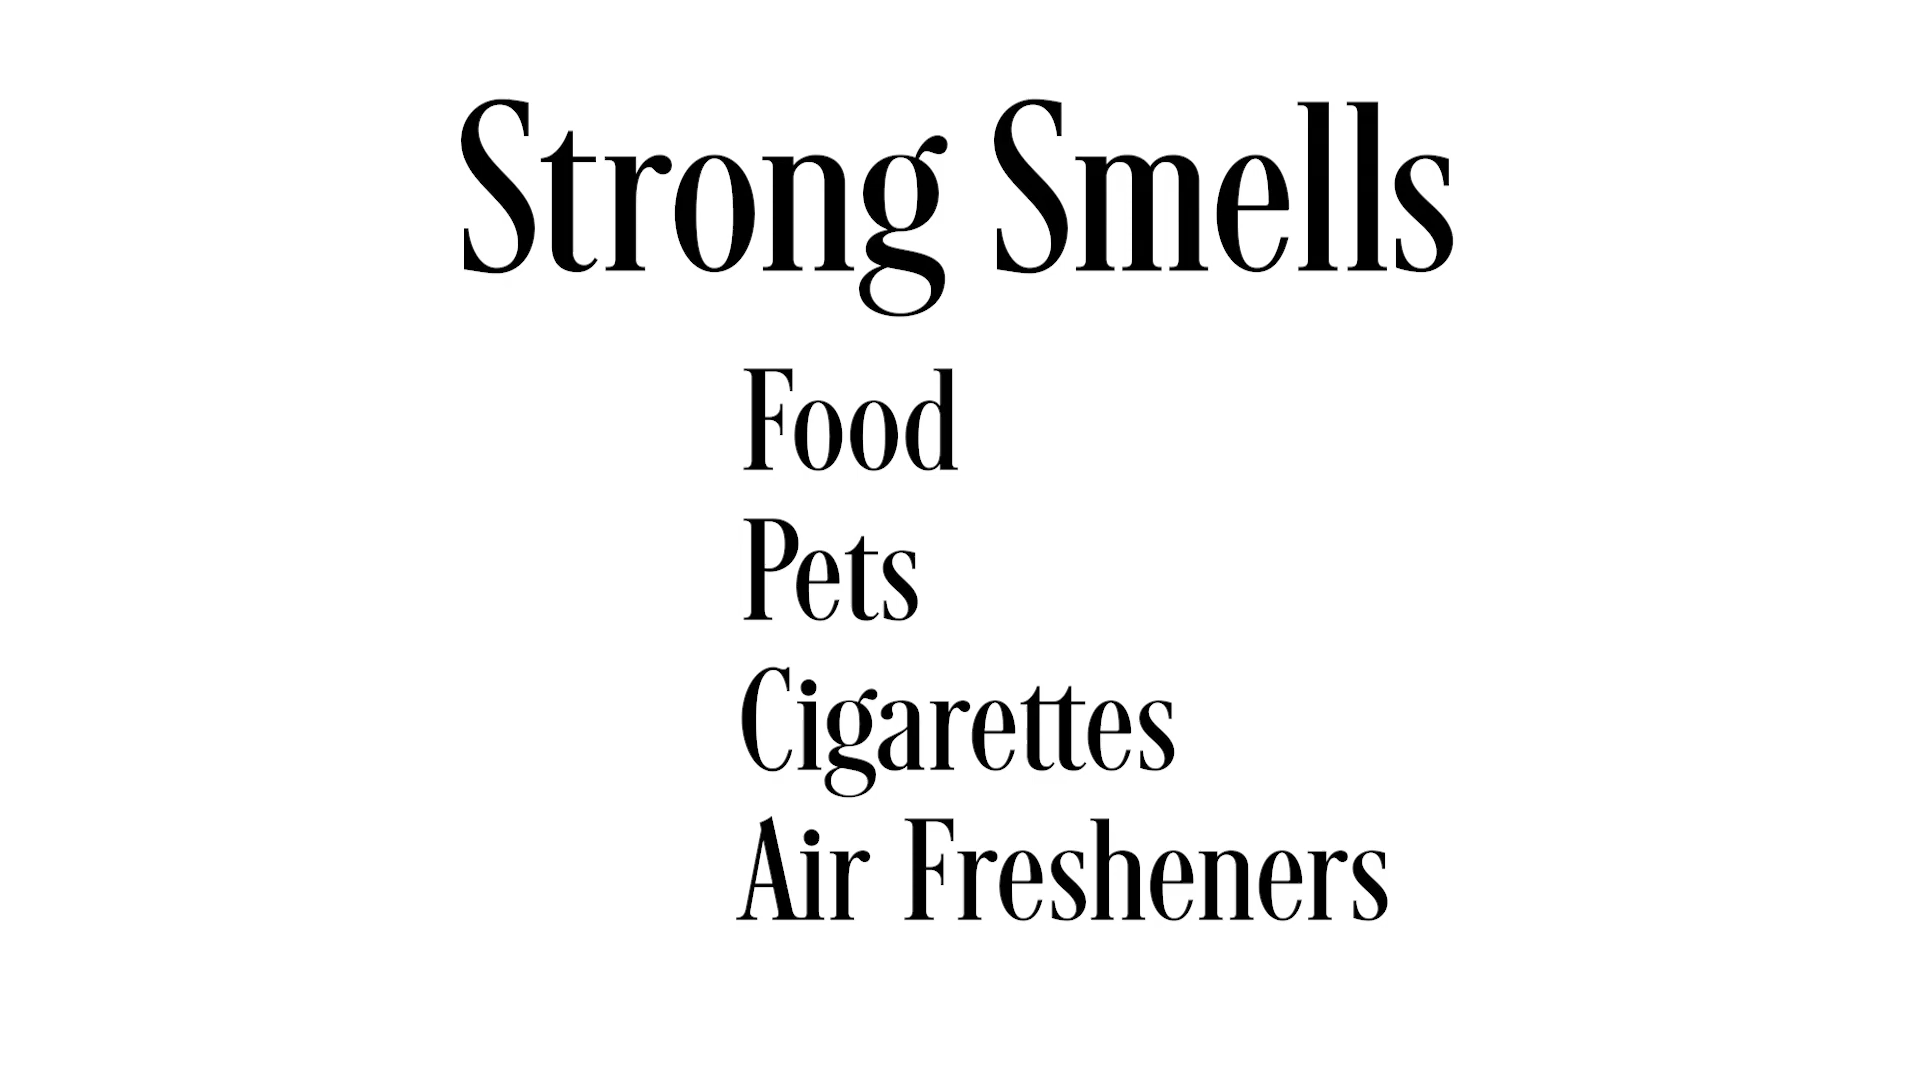 Strong Smells
Food
Pets
Cigarettes
Air Fresheners